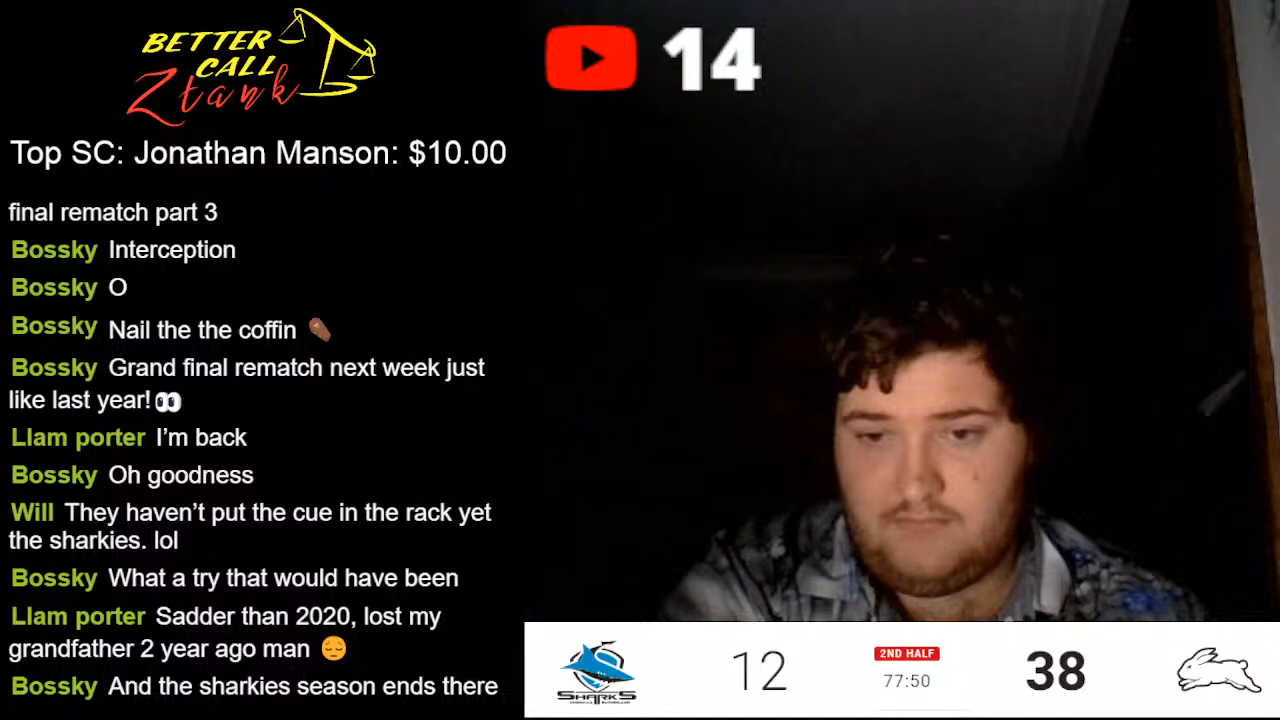 BETTER
CALL
Ztank
14
Top SC: Jonathan Manson: $10.00
final rematch part 3
Bossky Interception
Bossky O
Bossky Nail the the coffin ⚰️
Bossky Grand final rematch next week just
like last year!👀
Llam porter I’m back
Bossky Oh goodness
Will They haven’t put the cue in the rack yet
the sharkies. lol
Bossky What a try that would have been
Llam porter Sadder than 2020, lost my
grandfather 2 year ago man 😔
Bossky And the sharkies season ends there
SHARKS
12
2ND HALF
77:50
38